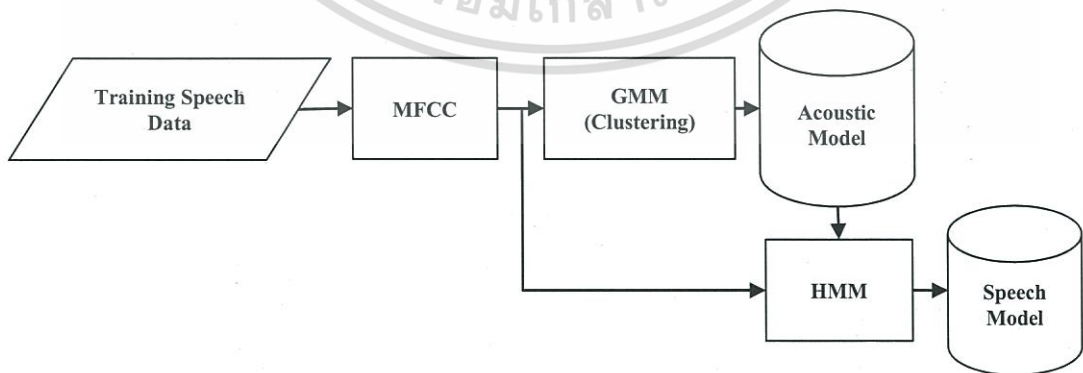 Training Speech
Data
MFCC
GMM
(Clustering)
Acoustic
Model
HMM
Speech
Model